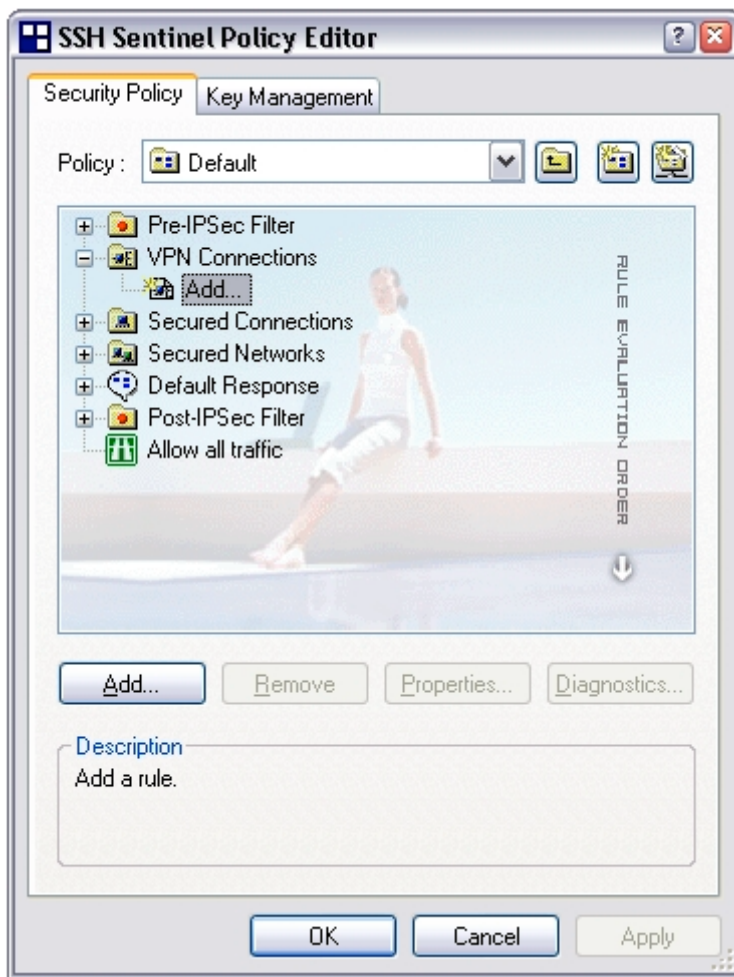 SSH Sentinel Policy Editor
Security Policy
Key Management
Policy :
Default
Pre-IPSec Filter
VPN Connections
Add...
Secured Connections
Secured Networks
Default Response
Post-IPSec Filter
Allow all traffic
RULE EVALUATION ORDER
Add...
Remove
Properties...
Diagnostics...
Description
Add a rule.
OK
Cancel
Apply